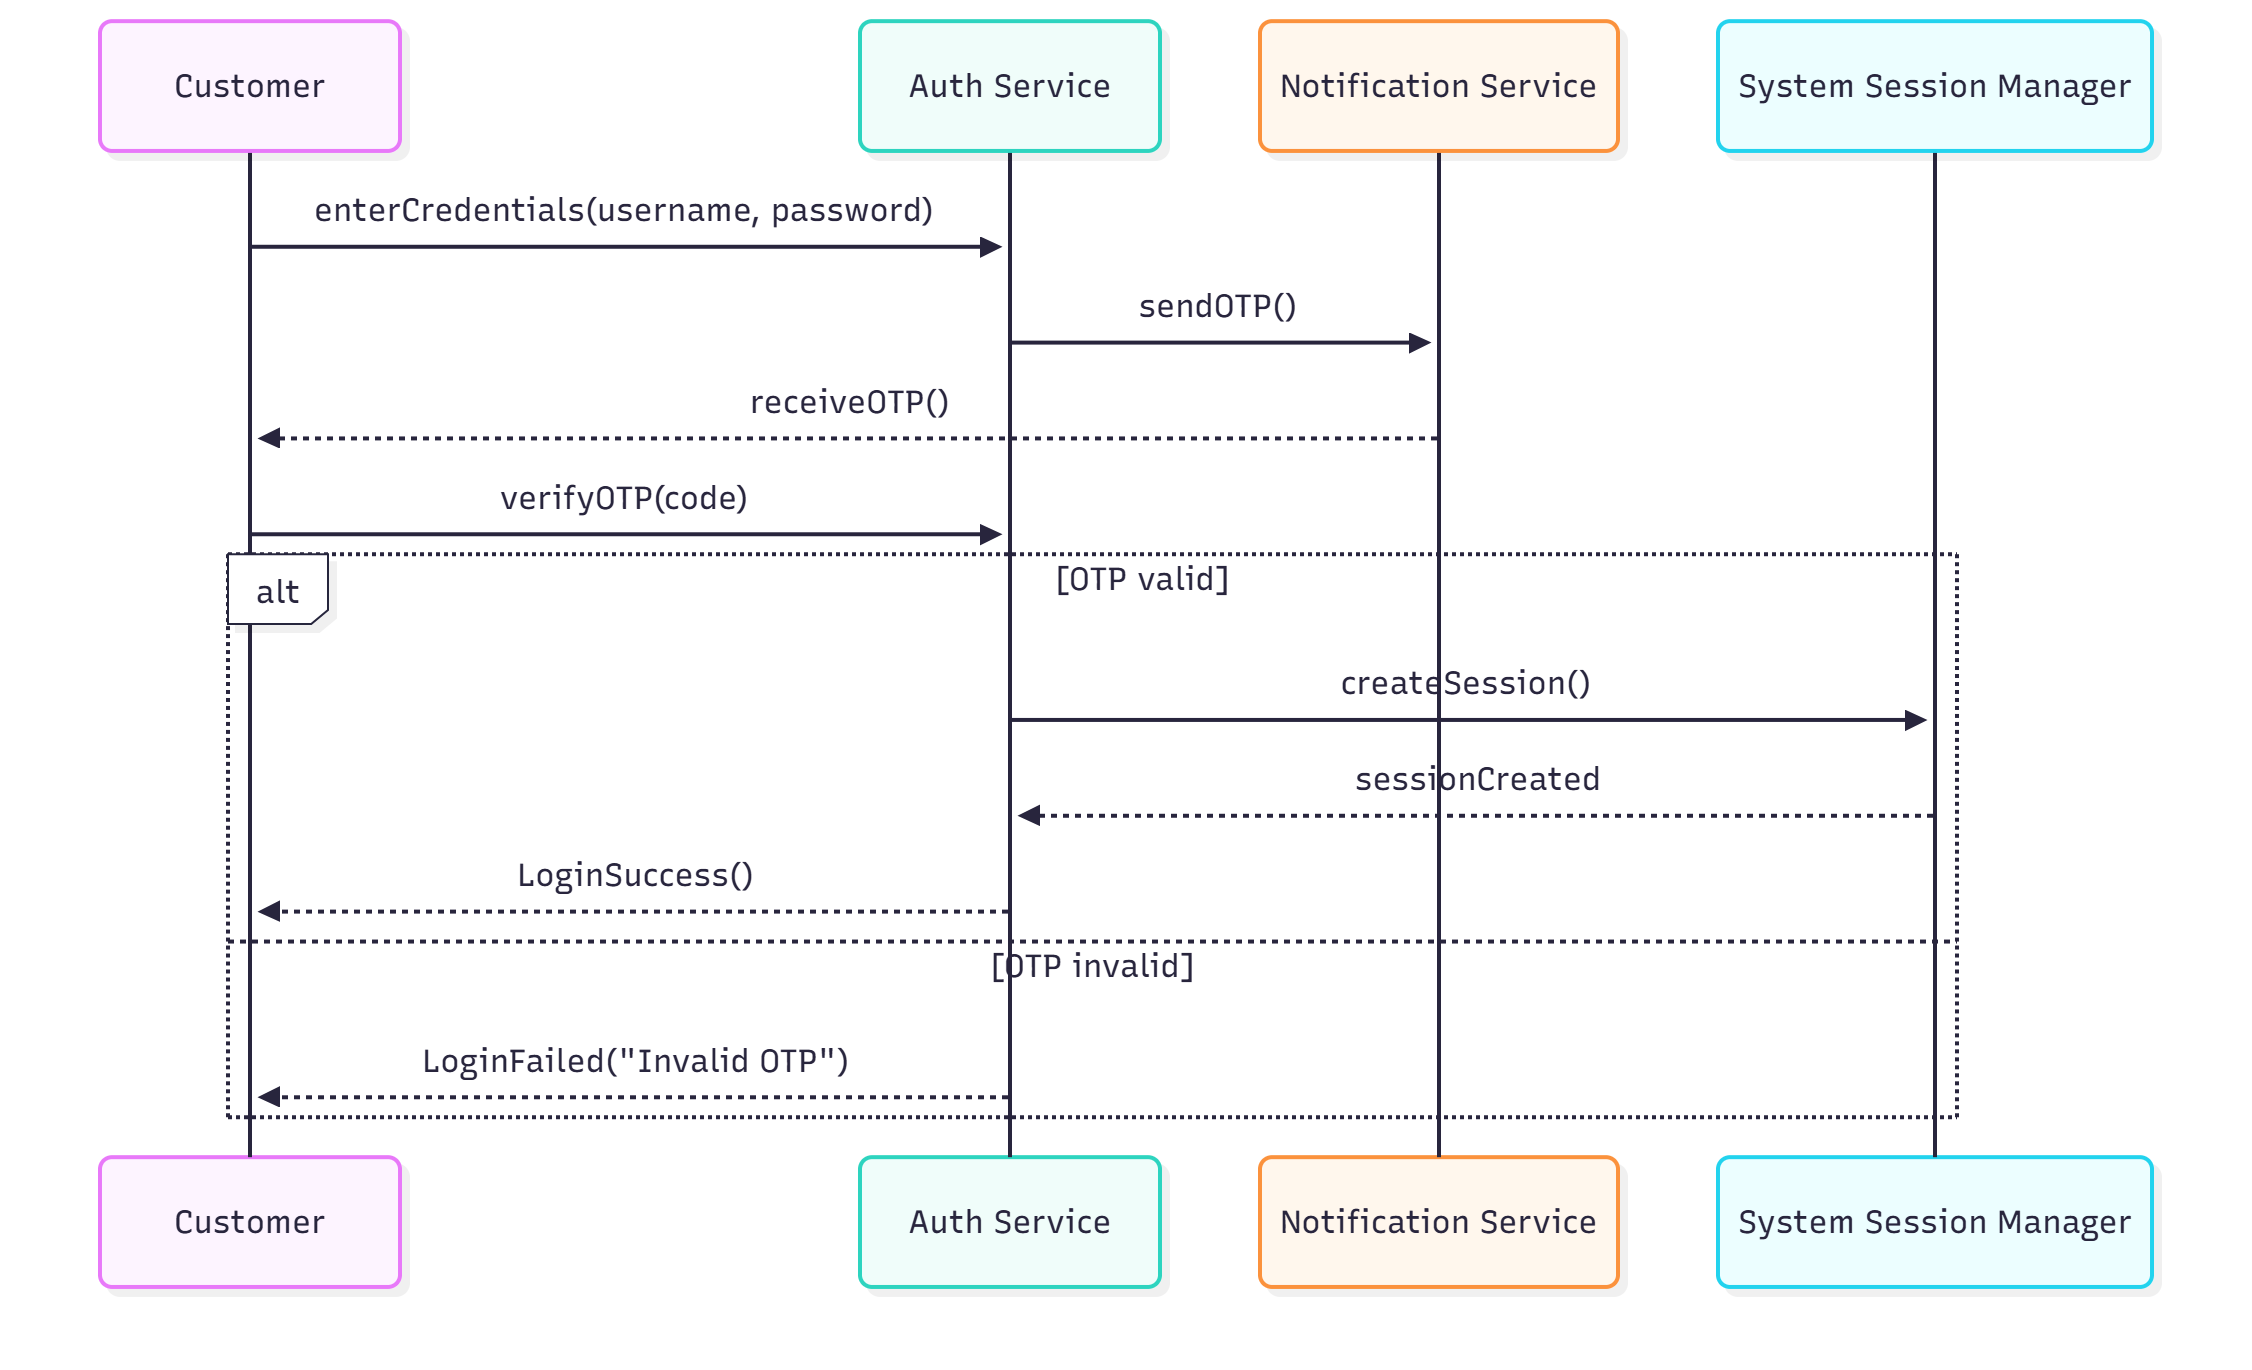 Customer
Auth Service
Notification Service
System Session Manager
enterCredentials(username, password)
sendOTP()
receiveOTP()
verifyOTP(code)
alt
[OTP valid]
createSession()
sessionCreated
LoginSuccess()
[OTP invalid]
LoginFailed("Invalid OTP")
Customer
Auth Service
Notification Service
System Session Manager